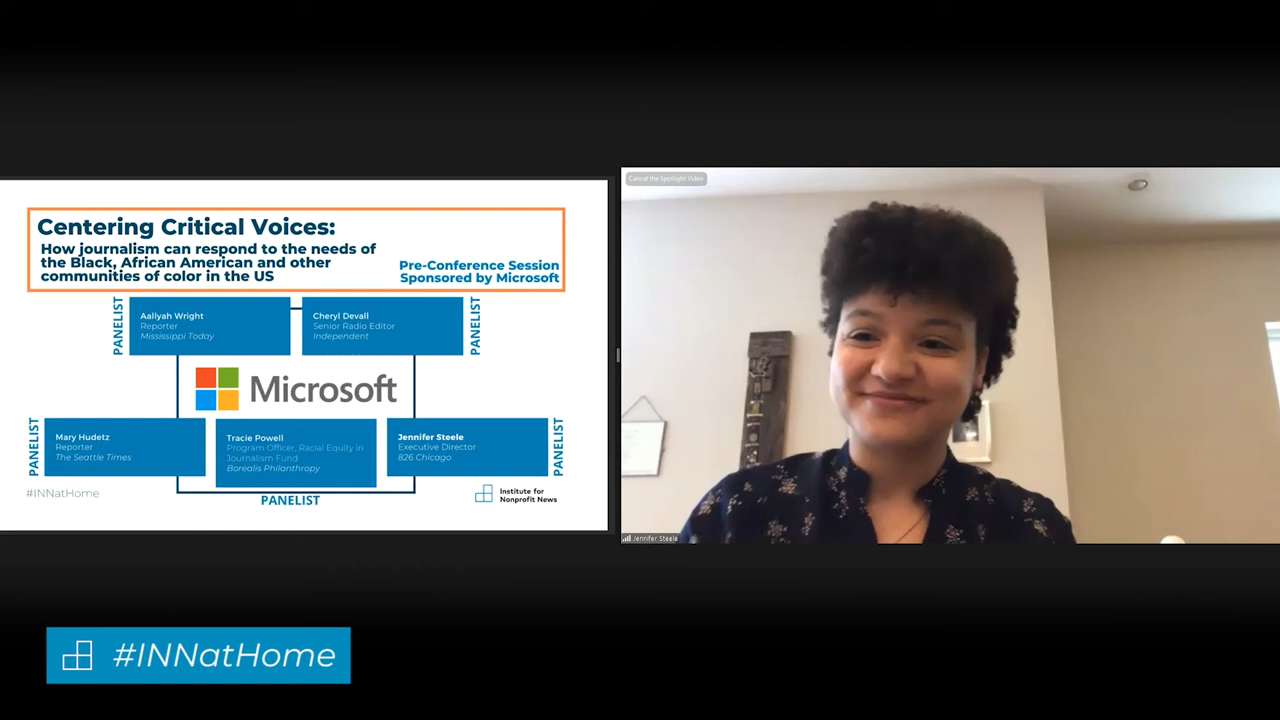 Centering Critical Voices:
How journalism can respond to the needs of
the Black, African American and other
communities of color in the US
Pre-Conference Session
Sponsored by Microsoft
PANELIST
Aallyah Wright
Reporter
Mississippi Today
Cheryl Devall
Senior Radio Editor
Independent
PANELIST
Microsoft
PANELIST
Mary Hudetz
Reporter
The Seattle Times
Tracie Powell
Program Officer, Racial Equity in
Journalism Fund
Borealis Philanthropy
Jennifer Steele
Executive Director
826 Chicago
PANELIST
#INNatHome
PANELIST
Institute for
Nonprofit News
Cancel the Spotlight Video
Jennifer Steele
#INNatHome